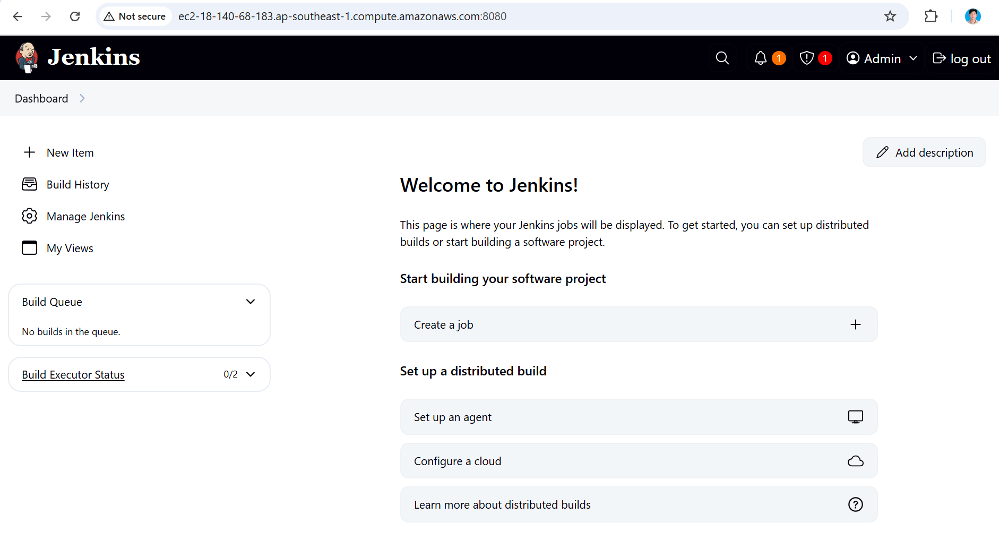 Not secure ec2-18-140-68-183.ap-southeast-1.compute.amazonaws.com:8080
Jenkins 1 1 Admin log out
Dashboard
New Item
Build History
Manage Jenkins
My Views
Build Queue
No builds in the queue.
Build Executor Status 0/2
Add description
Welcome to Jenkins!
This page is where your Jenkins jobs will be displayed. To get started, you can set up distributed
builds or start building a software project.
Start building your software project
Create a job
Set up a distributed build
Set up an agent
Configure a cloud
Learn more about distributed builds